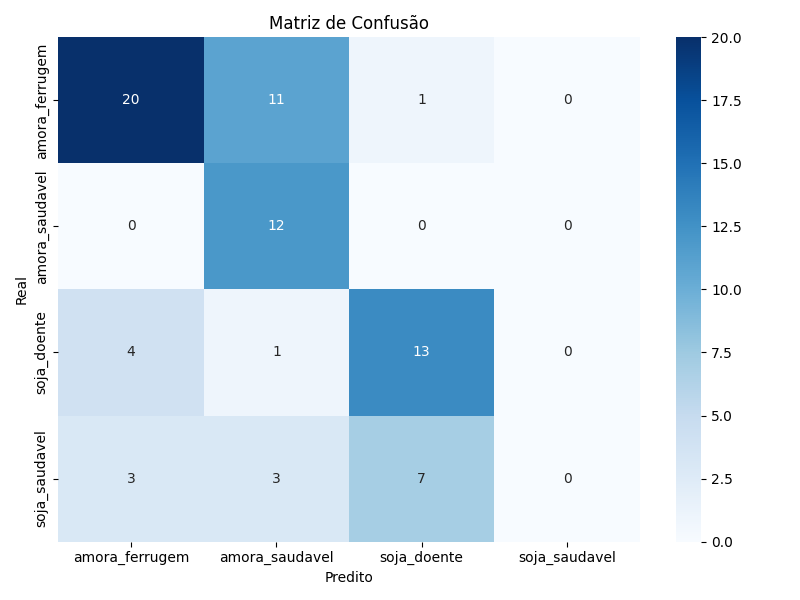 Matriz de Confusão
amora_ferrugem
20 11 1 0
amora_saudavel
0 12 0 0
soja_doente
4 1 13 0
soja_saudavel
3 3 7 0
Real
amora_ferrugem amora_saudavel soja_doente soja_saudavel
Predito
20.0
17.5
15.0
12.5
10.0
7.5
5.0
2.5
0.0